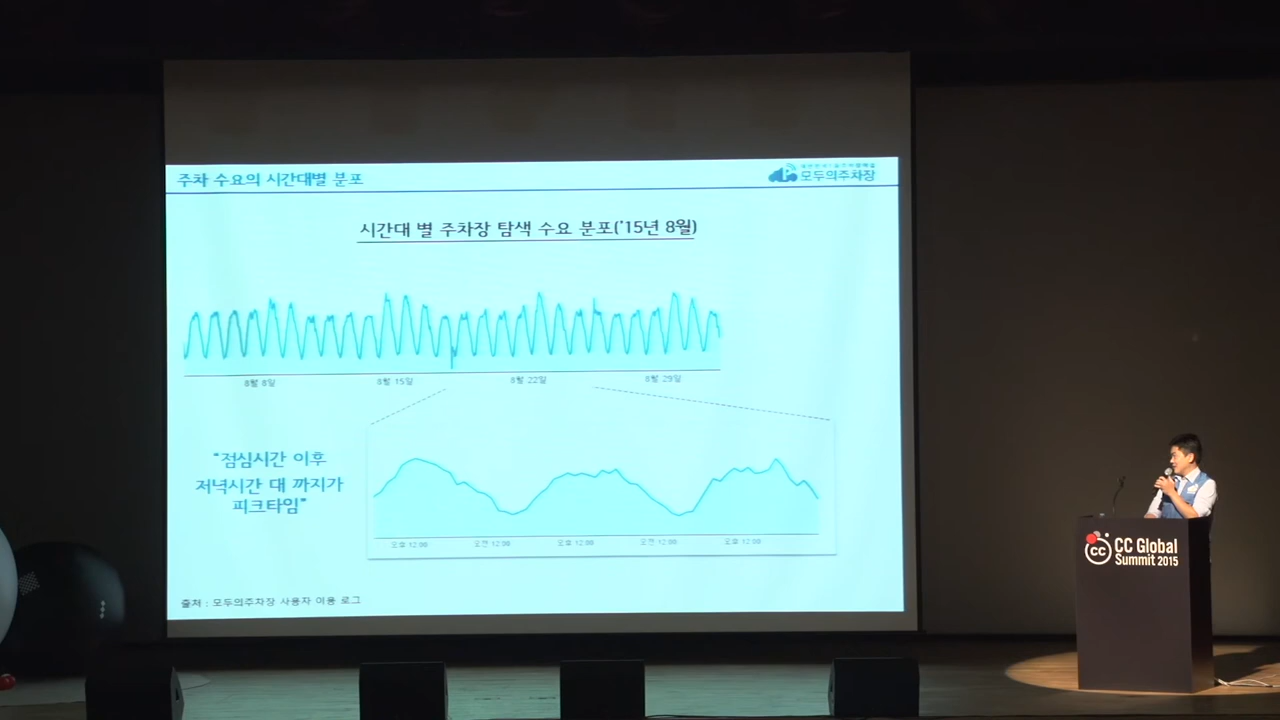 주차 수요의 시간대별 분포
모두의주차장
시간대 별 주차장 탐색 수요 분포('15년 8월)
8월 8일
8월 15일
8월 22일
8월 29일
"점심시간 이후
저녁시간 대 까지가
피크타임"
오후 12:00
오전 12:00
오후 12:00
오전 12:00
오후 12:00
출처 : 모두의주차장 사용자 이용 로그
CC Global
Summit 2015
cc